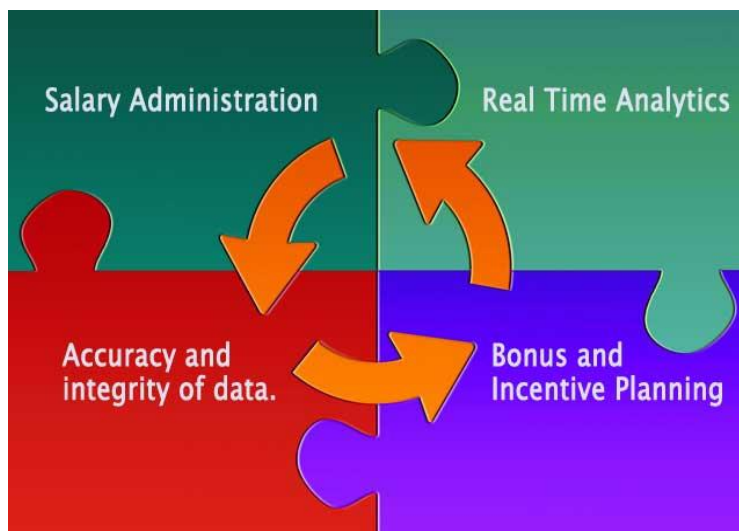 Salary Administration
Real Time Analytics
Accuracy and
integrity of data.
Bonus and
Incentive Planning